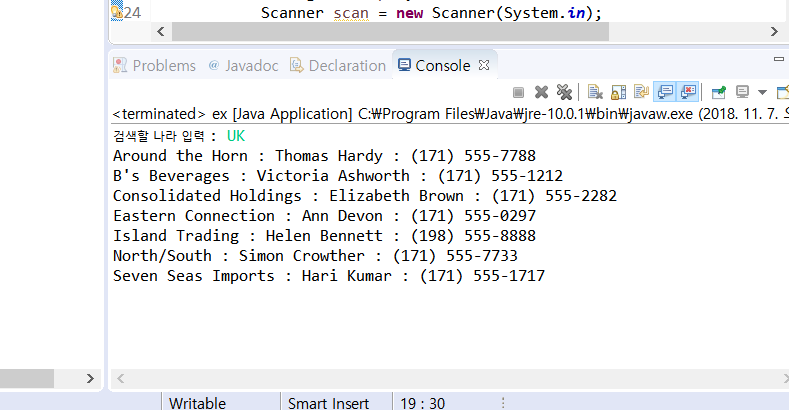 24 Scanner scan = new Scanner(System.in);
Problems @ Javadoc Declaration Console
<terminated> ex [Java Application] C:₩Program Files₩Java₩jre-10.0.1₩bin₩javaw.exe (2018. 11. 7.
검색할 나라 입력 : UK
Around the Horn : Thomas Hardy : (171) 555-7788
B's Beverages : Victoria Ashworth : (171) 555-1212
Consolidated Holdings : Elizabeth Brown : (171) 555-2282
Eastern Connection : Ann Devon : (171) 555-0297
Island Trading : Helen Bennett : (198) 555-8888
North/South : Simon Crowther : (171) 555-7733
Seven Seas Imports : Hari Kumar : (171) 555-1717
Writable Smart Insert 19 : 30